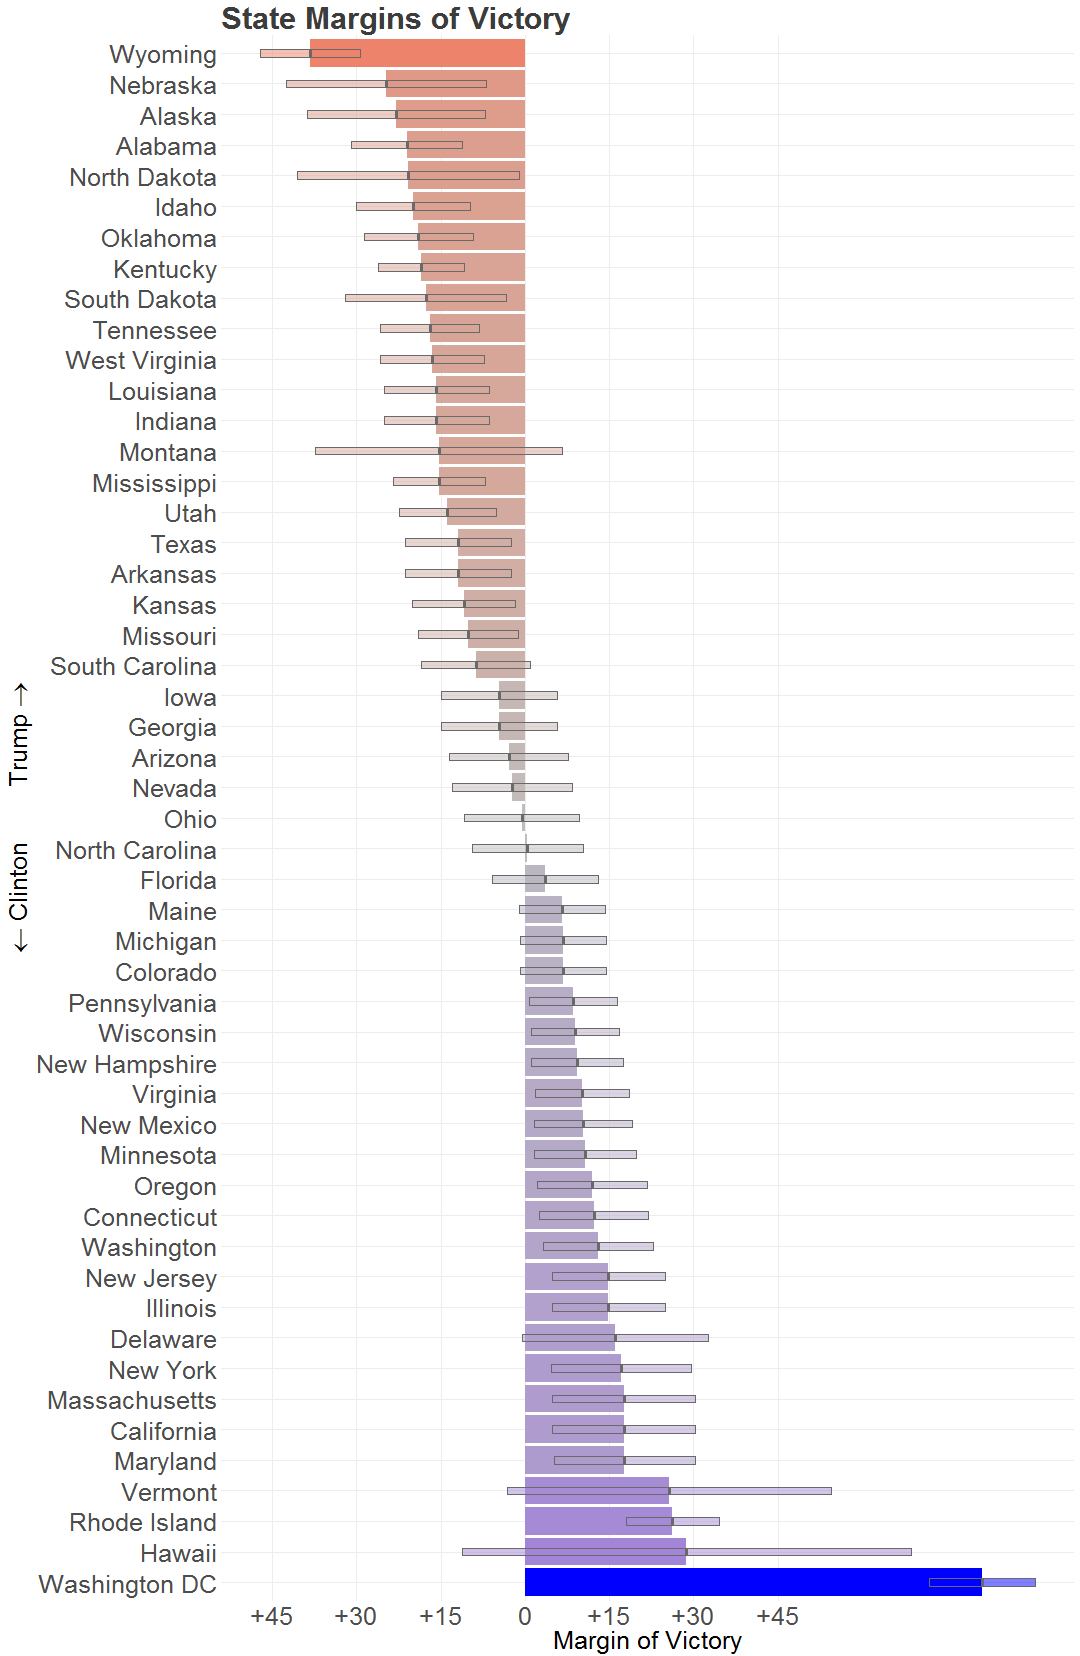 State Margins of Victory
Wyoming
Nebraska
Alaska
Alabama
North Dakota
Idaho
Oklahoma
Kentucky
South Dakota
Tennessee
West Virginia
Louisiana
Indiana
Montana
Mississippi
Utah
Texas
Arkansas
Kansas
Missouri
South Carolina
Iowa
Georgia
Arizona
Nevada
Ohio
North Carolina
Florida
Maine
Michigan
Colorado
Pennsylvania
Wisconsin
New Hampshire
Virginia
New Mexico
Minnesota
Oregon
Connecticut
Washington
New Jersey
Illinois
Delaware
New York
Massachusetts
California
Maryland
Vermont
Rhode Island
Hawaii
Washington DC
← Clinton Trump →
+45 +30 +15 0 +15 +30 +45
Margin of Victory